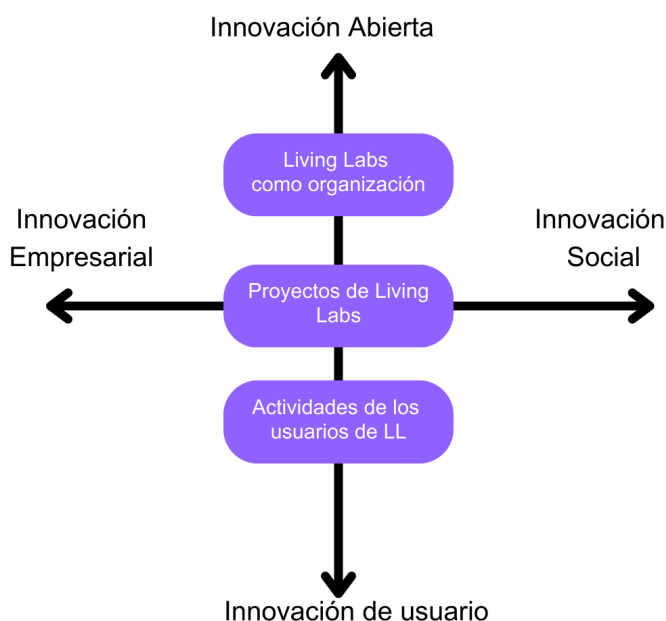 Innovación Abierta
Living Labs
como organización
Innovación
Empresarial
Innovación
Social
Proyectos de Living
Labs
Actividades de los
usuarios de LL
Innovación de usuario